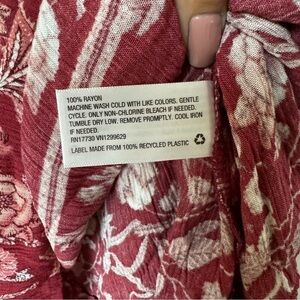 100% RAYON
MACHINE WASH COLD WITH LIKE COLORS. GENTLE
CYCLE. ONLY NON-CHLORINE BLEACH IF NEEDED.
TUMBLE DRY LOW. REMOVE PROMPTLY. COOL IRON
IF NEEDED.
RN17730 VN1299629
LABEL MADE FROM 100% RECYCLED PLASTIC